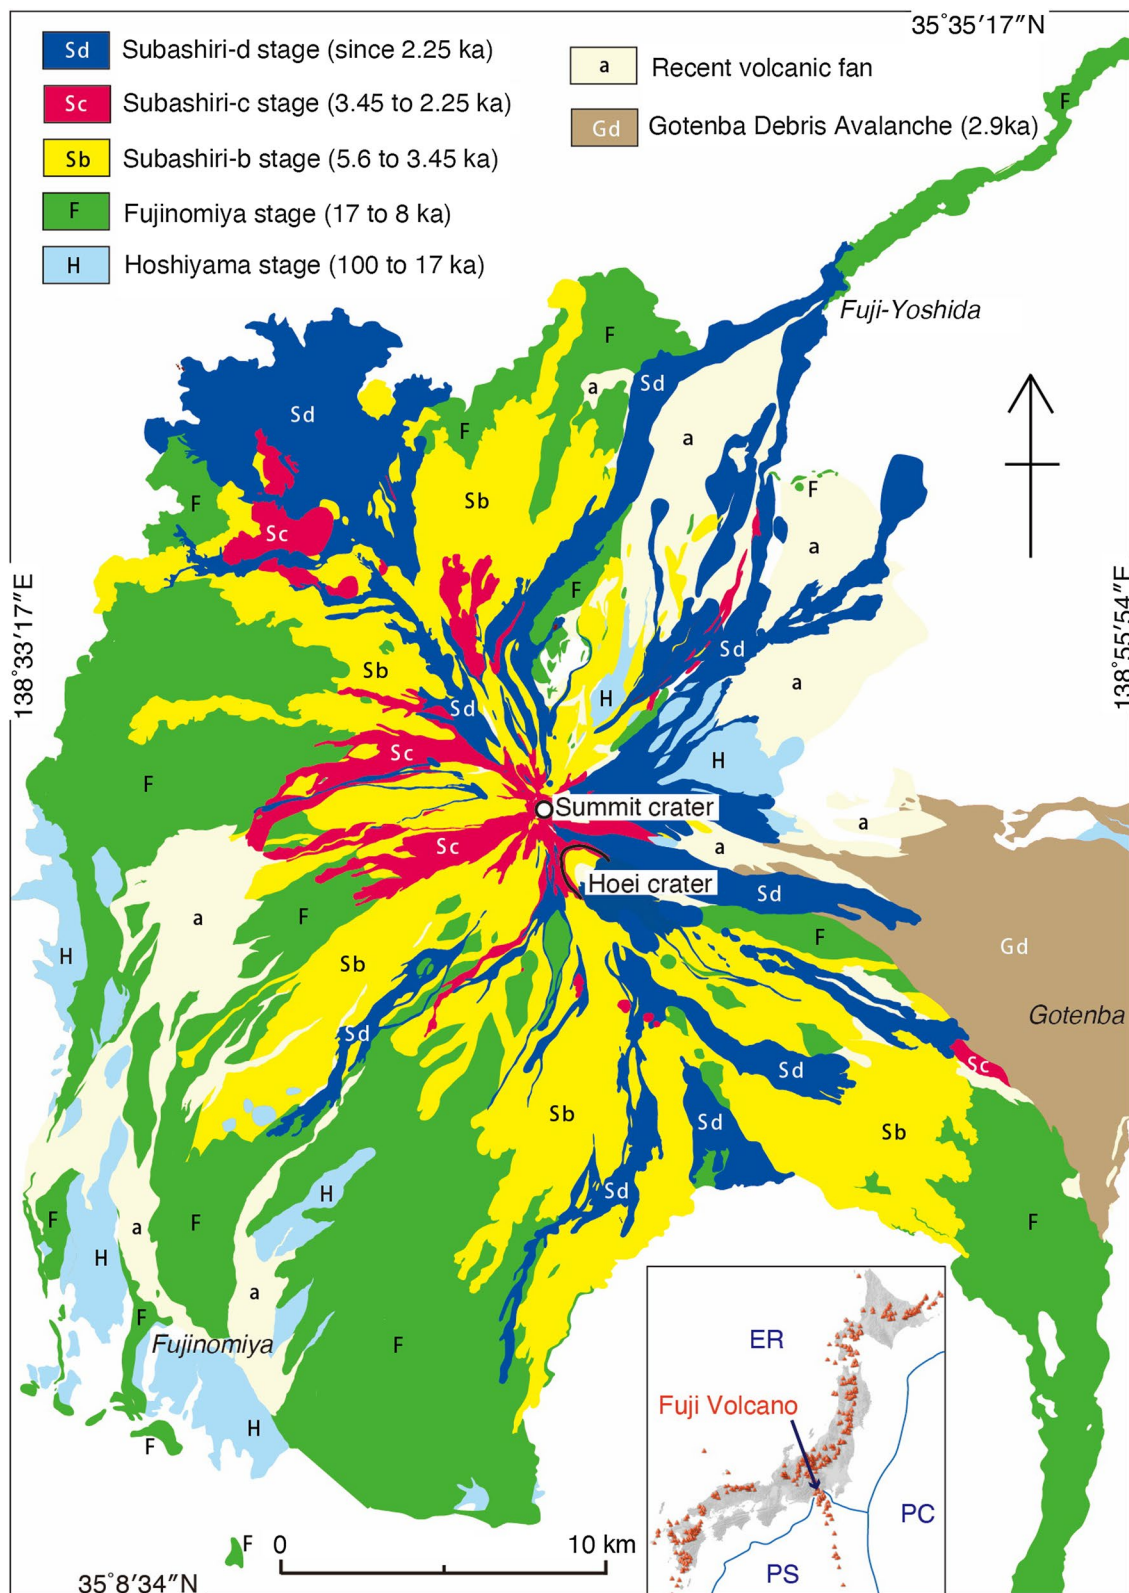 35°35′17″N
Sd Subashiri-d stage (since 2.25 ka)
Sc Subashiri-c stage (3.45 to 2.25 ka)
Sb Subashiri-b stage (5.6 to 3.45 ka)
F Fujinomiya stage (17 to 8 ka)
H Hoshiyama stage (100 to 17 ka)
a Recent volcanic fan
Gd Gotenba Debris Avalanche (2.9ka)
F
Fuji-Yoshida
F
a
Sd
Sd
F
a
Sb
F
F
Sc
a
F
138°33′17″E
138°55′54″E
Sb
Sd
H
Sd
a
Sc
H
F
Summit crater
a
Sc
a
Hoei crater
Sd
a
F
F
Gd
H
Sb
Gotenba
Sd
Sc
Sd
Sb
Sd
Sb
H
Sd
F
a
F
F
H
a
F
Fujinomiya
F
H
F
ER
Fuji Volcano
PC
PS
F
0 10 km
35°8′34″N